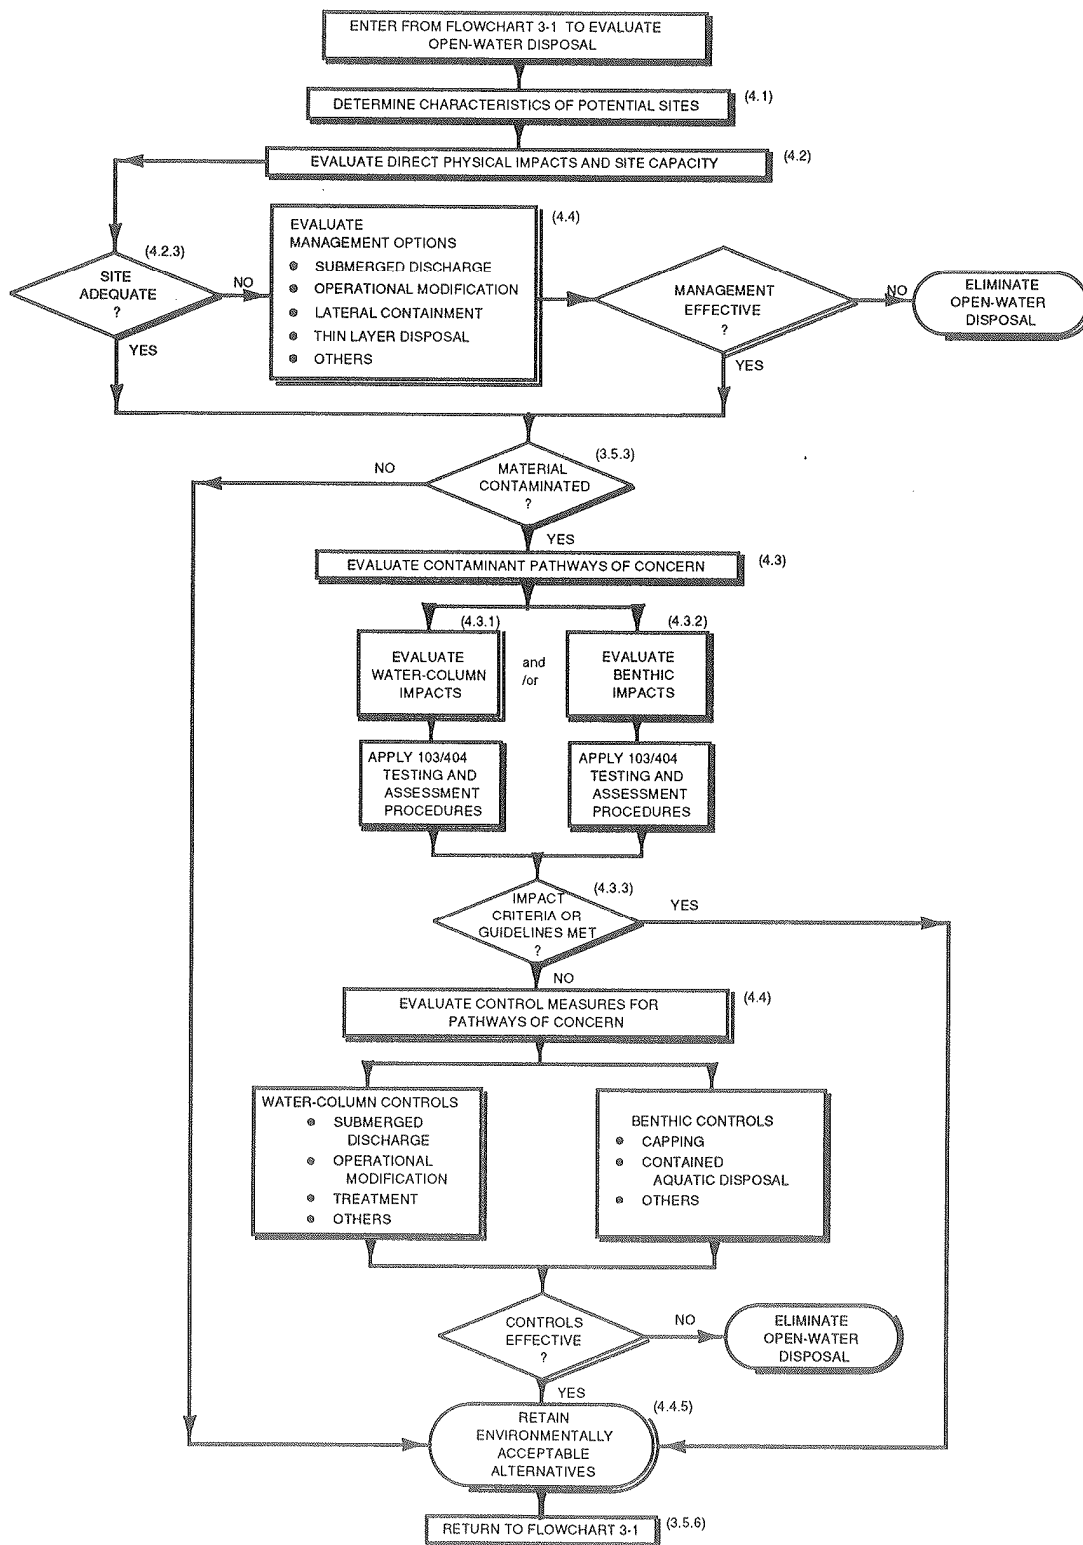 ENTER FROM FLOWCHART 3-1 TO EVALUATE
OPEN-WATER DISPOSAL
DETERMINE CHARACTERISTICS OF POTENTIAL SITES
(4.1)
EVALUATE DIRECT PHYSICAL IMPACTS AND SITE CAPACITY
(4.2)
(4.2.3)
SITE
ADEQUATE
?
NO
YES
(4.4)
EVALUATE
MANAGEMENT OPTIONS
● SUBMERGED DISCHARGE
● OPERATIONAL MODIFICATION
● LATERAL CONTAINMENT
● THIN LAYER DISPOSAL
● OTHERS
MANAGEMENT
EFFECTIVE
?
NO
YES
ELIMINATE
OPEN-WATER
DISPOSAL
(3.5.3)
MATERIAL
CONTAMINATED
?
NO
YES
EVALUATE CONTAMINANT PATHWAYS OF CONCERN
(4.3)
(4.3.1)
EVALUATE
WATER-COLUMN
IMPACTS
and
/or
(4.3.2)
EVALUATE
BENTHIC
IMPACTS
APPLY 103/404
TESTING AND
ASSESSMENT
PROCEDURES
APPLY 103/404
TESTING AND
ASSESSMENT
PROCEDURES
(4.3.3)
IMPACT
CRITERIA OR
GUIDELINES MET
?
YES
NO
EVALUATE CONTROL MEASURES FOR
PATHWAYS OF CONCERN
(4.4)
WATER-COLUMN CONTROLS
● SUBMERGED
DISCHARGE
● OPERATIONAL
MODIFICATION
● TREATMENT
● OTHERS
BENTHIC CONTROLS
● CAPPING
● CONTAINED
AQUATIC DISPOSAL
● OTHERS
CONTROLS
EFFECTIVE
?
NO
YES
ELIMINATE
OPEN-WATER
DISPOSAL
(4.4.5)
RETAIN
ENVIRONMENTALLY
ACCEPTABLE
ALTERNATIVES
RETURN TO FLOWCHART 3-1
(3.5.6)